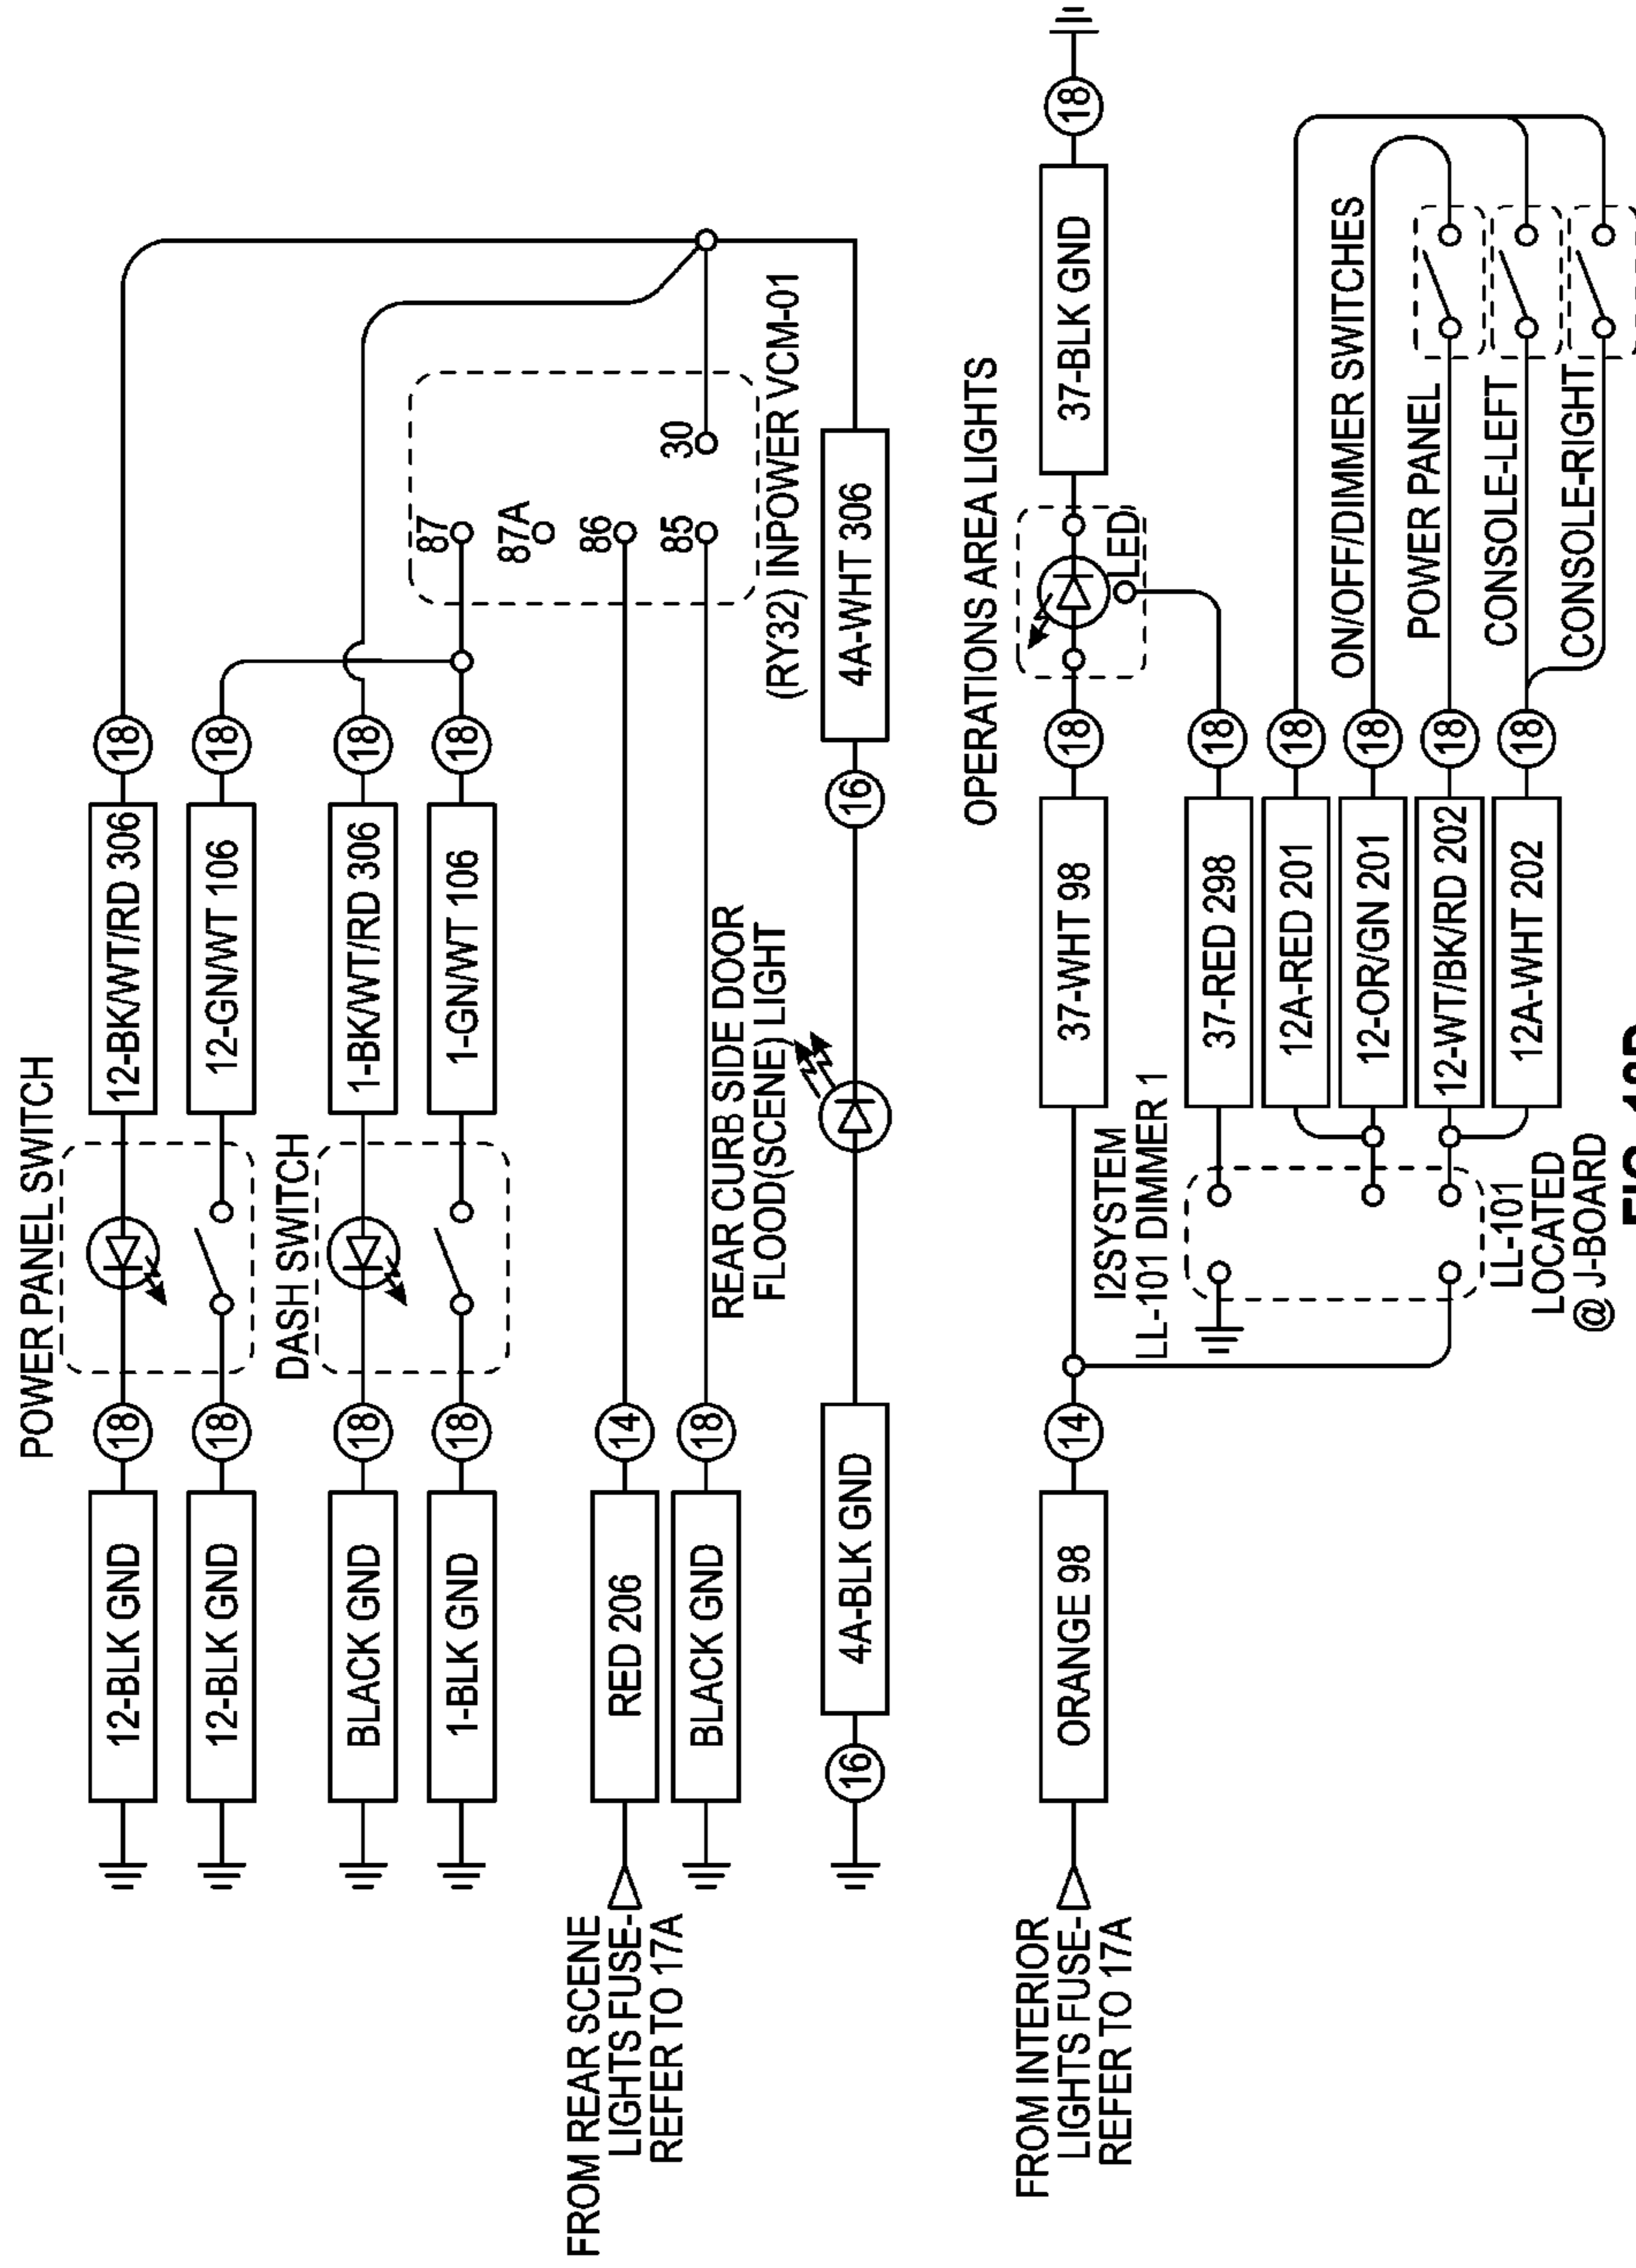 POWER PANEL SWITCH
12-BLK GND
18
18
12-BK/WT/RD 306
12-BLK GND
18
18
12-GN/WT 106
DASH SWITCH
BLACK GND
18
18
1-BK/WT/RD 306
1-BLK GND
18
18
1-GN/WT 106
87
87A
86
85
30
(RY32) INPOWER VCM-01
FROM REAR SCENE
LIGHTS FUSE-
REFER TO 17A
RED 206
14
BLACK GND
18
REAR CURB SIDE DOOR
FLOOD(SCENE) LIGHT
16
4A-BLK GND
16
4A-WHT 306
OPERATIONS AREA LIGHTS
FROM INTERIOR
LIGHTS FUSE-
REFER TO 17A
ORANGE 98
14
37-WHT 98
18
LED
37-BLK GND
18
I2SYSTEM
LL-101 DIMMER 1
37-RED 298
18
12A-RED 201
18
ON/OFF/DIMMER SWITCHES
12-OR/GN 201
18
POWER PANEL
12-WT/BK/RD 202
18
CONSOLE-LEFT
12A-WHT 202
18
CONSOLE-RIGHT
LL-101
LOCATED
@ J-BOARD